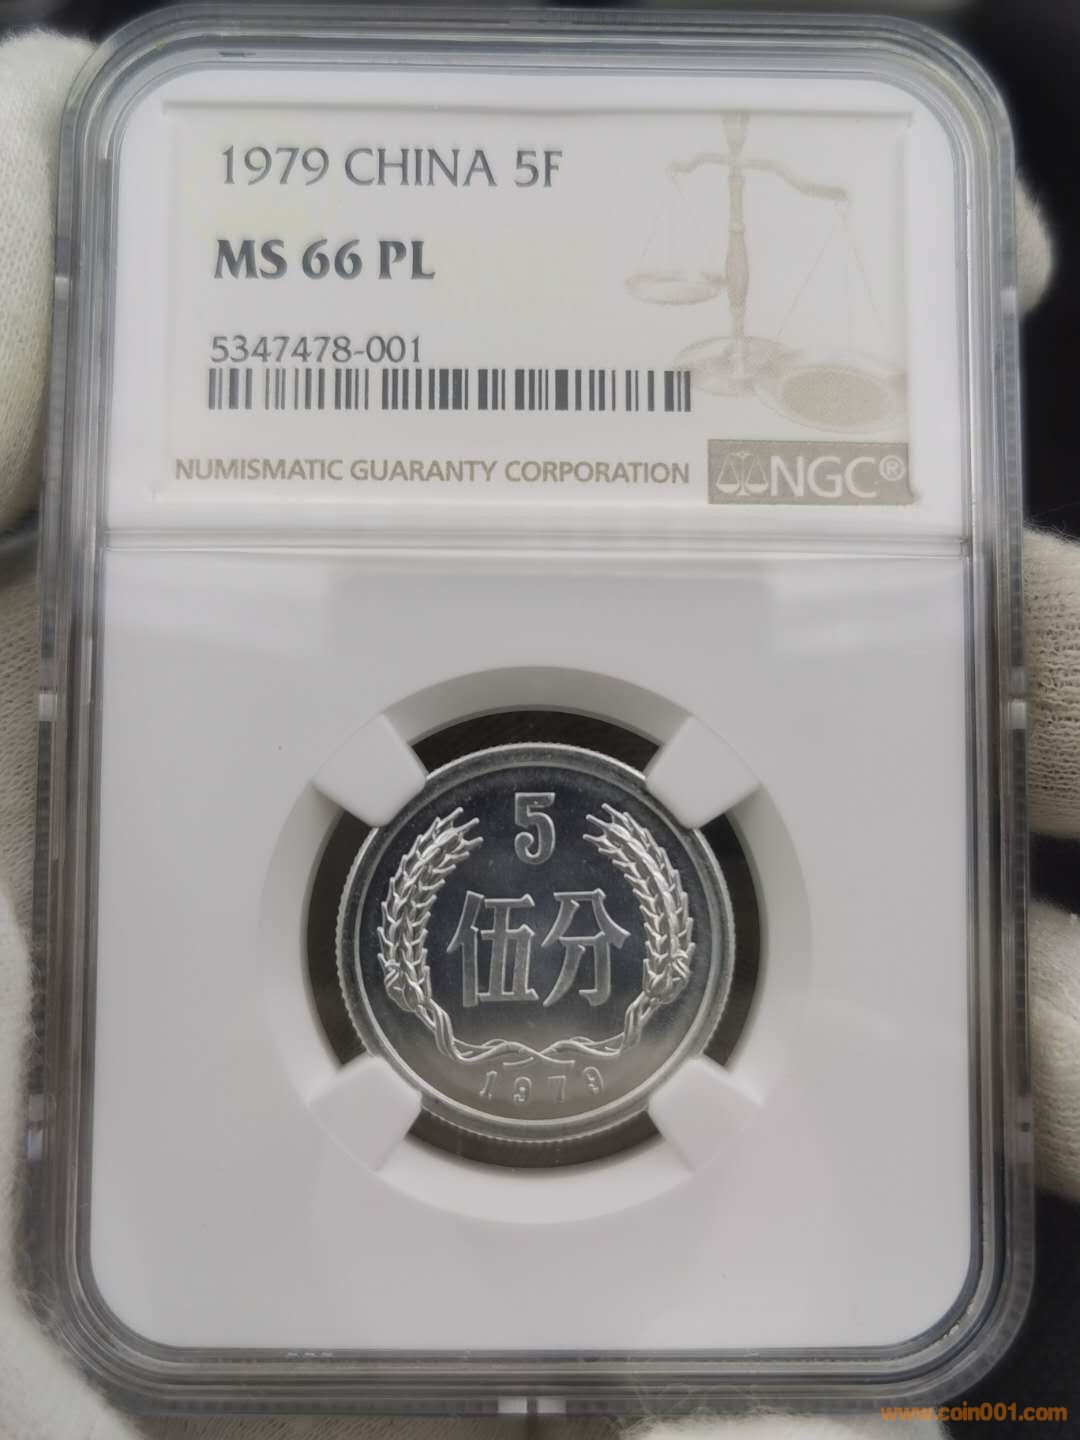 1979 CHINA 5F
MS 66 PL
5347478-001
NUMISMATIC GUARANTY CORPORATION
NGC®
5
伍分
1979
www.coin001.com